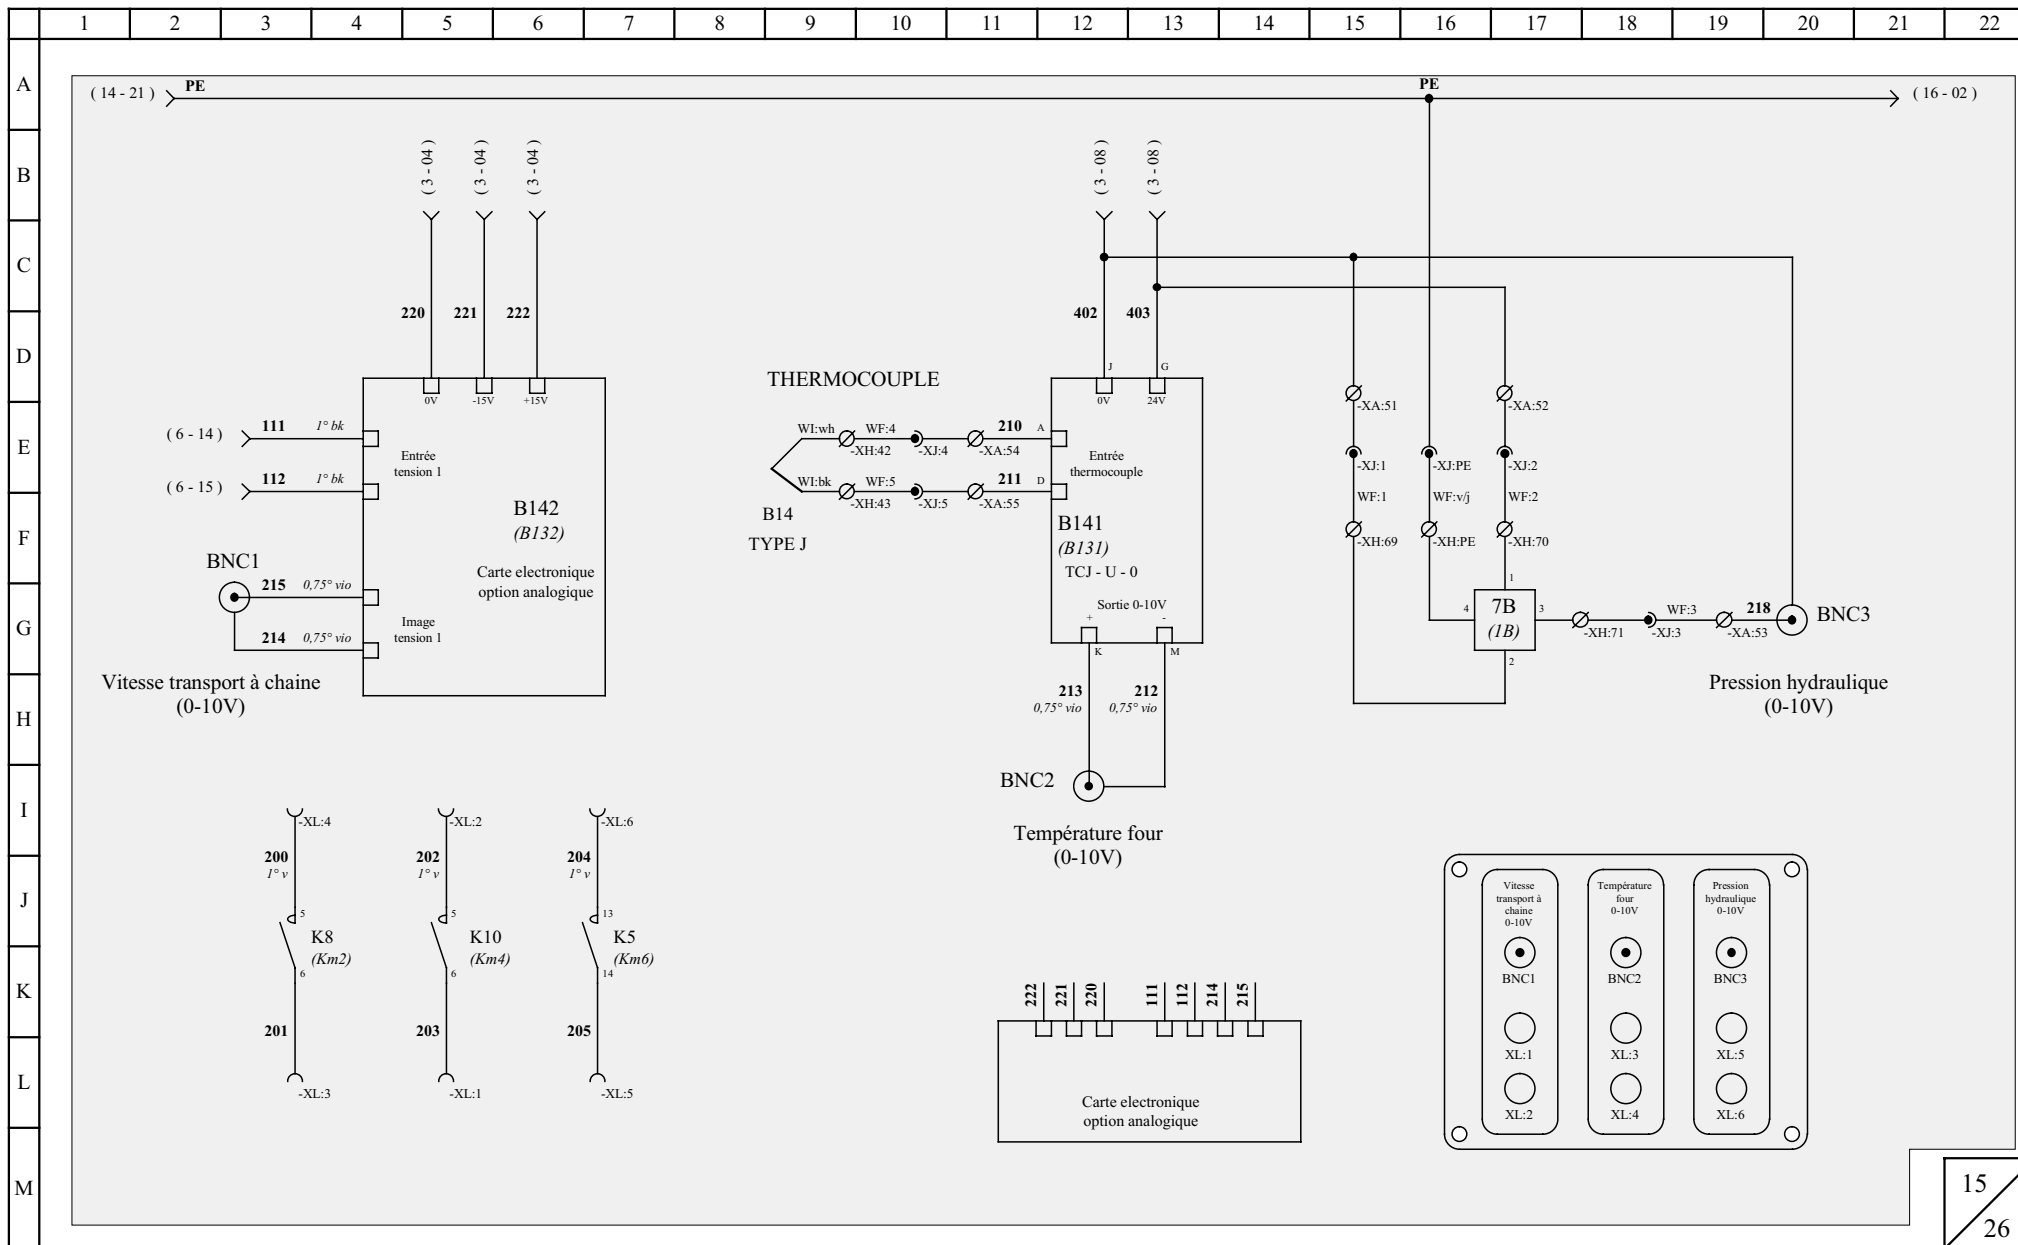 1 2 3 4 5 6 7 8 9 10 11 12 13 14 15 16 17 18 19 20 21 22
A
B
C
D
E
F
G
H
I
J
K
L
M
( 14 - 21 )
PE
PE
( 16 - 02 )
( 3 - 04 )
( 3 - 04 )
( 3 - 04 )
220
221
222
0V
-15V
+15V
( 6 - 14 )
111
1° bk
( 6 - 15 )
112
1° bk
Entrée
tension 1
B142
(B132)
Carte electronique
option analogique
BNC1
215
0,75° vio
214
0,75° vio
Image
tension 1
Vitesse transport à chaine
(0-10V)
THERMOCOUPLE
WI:wh
WF:4
-XH:42
-XJ:4
-XA:54
210
A
WI:bk
WF:5
-XH:43
-XJ:5
-XA:55
211
D
B14
TYPE J
( 3 - 08 )
( 3 - 08 )
402
403
J
G
0V
24V
Entrée
thermocouple
B141
(B131)
TCJ - U - 0
Sortie 0-10V
+
-
K
M
213
0,75° vio
212
0,75° vio
BNC2
Température four
(0-10V)
-XA:51
-XA:52
-XJ:1
-XJ:PE
-XJ:2
WF:1
WF:v/j
WF:2
-XH:69
-XH:PE
-XH:70
1
4
7B
(1B)
3
2
-XH:71
-XJ:3
WF:3
-XA:53
218
BNC3
Pression hydraulique
(0-10V)
-XL:4
200
1° v
5
K8
(Km2)
6
201
-XL:3
-XL:2
202
1° v
5
K10
(Km4)
6
203
-XL:1
-XL:6
204
1° v
13
K5
(Km6)
14
205
-XL:5
222
221
220
111
112
214
215
Carte electronique
option analogique
Vitesse
transport à
chaine
0-10V
BNC1
XL:1
XL:2
Température
four
0-10V
BNC2
XL:3
XL:4
Pression
hydraulique
0-10V
BNC3
XL:5
XL:6
15
26